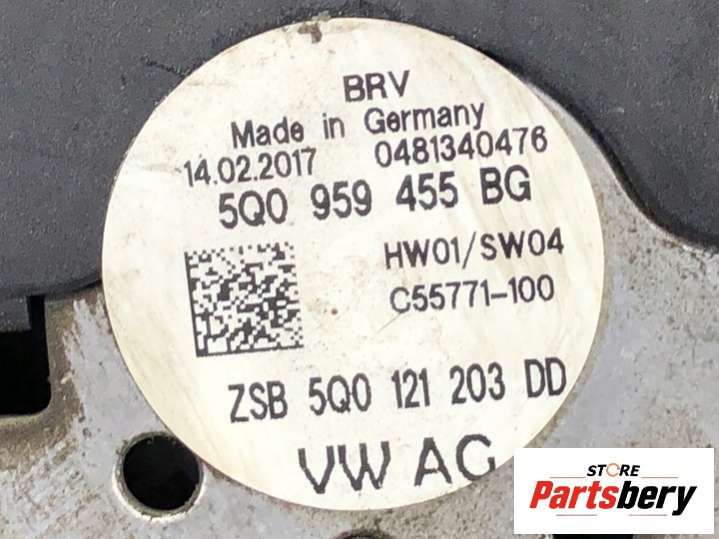 BRV
Made in Germany
14.02.2017 0481340476
5Q0 959 455 BG
HW01/SW04
C55771-100
ZSB 5Q0 121 203 DD
VW AG
STORE
Partsbery